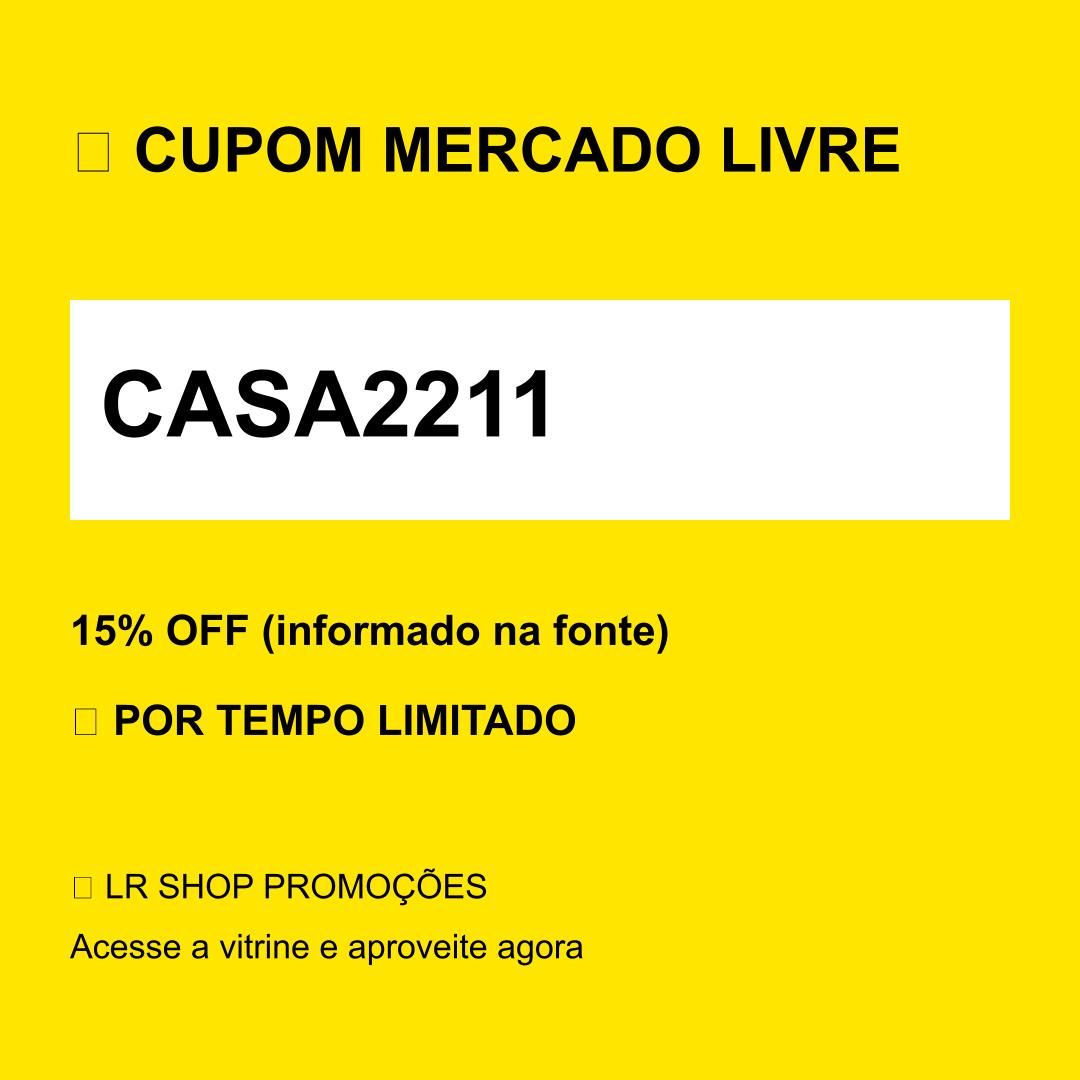 □ CUPOM MERCADO LIVRE
CASA2211
15% OFF (informado na fonte)
□ POR TEMPO LIMITADO
□ LR SHOP PROMOÇÕES
Acesse a vitrine e aproveite agora